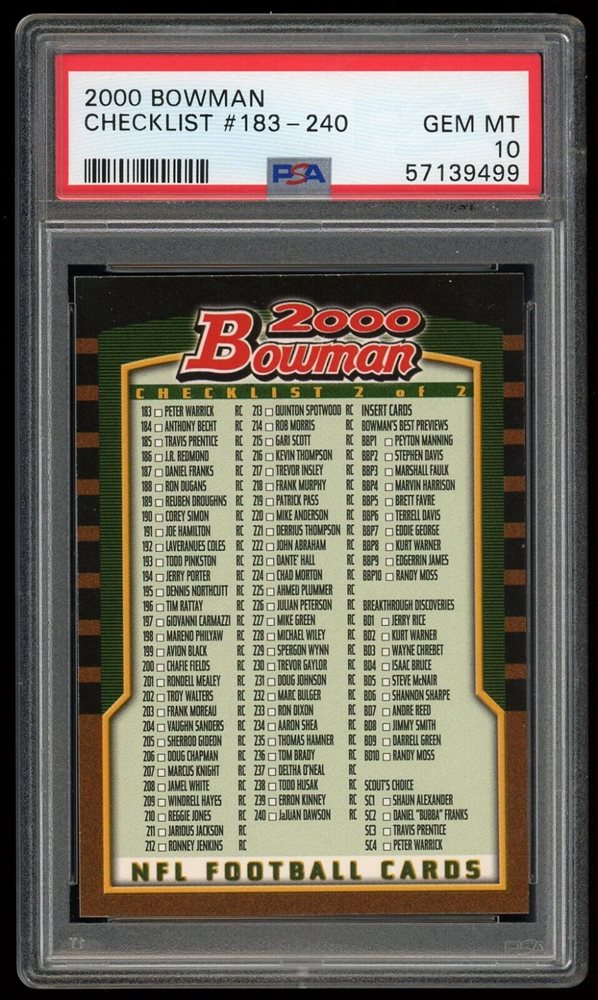 2000 BOWMAN
CHECKLIST #183-240
GEM MT
10
57139499
PSA
2000
Bowman
CHECKLIST 2 of 2
183 PETER WARRICK RC
184 ANTHONY BECHT RC
185 TRAVIS PRENTICE RC
186 J.R. REDMOND RC
187 DANIEL FRANKS RC
188 RON DUGANS RC
189 REUBEN DROUGHNS RC
190 COREY SIMON RC
191 JOE HAMILTON RC
192 LAVERANUES COLES RC
193 TODD PINKSTON RC
194 JERRY PORTER RC
195 DENNIS NORTHCUTT RC
196 TIM RATTAY RC
197 GIOVANNI CARMAZZI RC
198 MARENO PHILYAW RC
199 AVION BLACK RC
200 CHAFIE FIELDS RC
201 RONDELL MEALEY RC
202 TROY WALTERS RC
203 FRANK MOREAU RC
204 VAUGHN SANDERS RC
205 SHERROD GIDEON RC
206 DOUG CHAPMAN RC
207 MARCUS KNIGHT RC
208 JAMEL WHITE RC
209 WINDRELL HAYES RC
210 REGGIE JONES RC
211 JARIOUS JACKSON RC
212 RONNEY JENKINS RC
213 QUINTON SPOTWOOD RC
214 ROB MORRIS RC
215 GARI SCOTT RC
216 KEVIN THOMPSON RC
217 TREVOR INSLEY RC
218 FRANK MURPHY RC
219 PATRICK PASS RC
220 MIKE ANDERSON RC
221 DERRIUS THOMPSON RC
222 JOHN ABRAHAM RC
223 DANTE' HALL RC
224 CHAD MORTON RC
225 AHMED PLUMMER RC
226 JULIAN PETERSON RC
227 MIKE GREEN RC
228 MICHAEL WILEY RC
229 SPERGON WYNN RC
230 TREVOR GAYLOR RC
231 DOUG JOHNSON RC
232 MARC BULGER RC
233 RON DIXON RC
234 AARON SHEA RC
235 THOMAS HAMNER RC
236 TOM BRADY RC
237 DELTHA O'NEAL RC
238 TODD HUSAK RC
239 ERRON KINNEY RC
240 JaJUAN DAWSON RC
INSERT CARDS
BOWMAN'S BEST PREVIEWS
BBP1 PEYTON MANNING
BBP2 STEPHEN DAVIS
BBP3 MARSHALL FAULK
BBP4 MARVIN HARRISON
BBP5 BRETT FAVRE
BBP6 TERRELL DAVIS
BBP7 EDDIE GEORGE
BBP8 KURT WARNER
BBP9 EDGERRIN JAMES
BBP10 RANDY MOSS
BREAKTHROUGH DISCOVERIES
BD1 JERRY RICE
BD2 KURT WARNER
BD3 WAYNE CHREBET
BD4 ISAAC BRUCE
BD5 STEVE McNAIR
BD6 SHANNON SHARPE
BD7 ANDRE REED
BD8 JIMMY SMITH
BD9 DARRELL GREEN
BD10 RANDY MOSS
SCOUT'S CHOICE
SC1 SHAUN ALEXANDER
SC2 DANIEL "BUBBA" FRANKS
SC3 TRAVIS PRENTICE
SC4 PETER WARRICK
NFL FOOTBALL CARDS
PSA